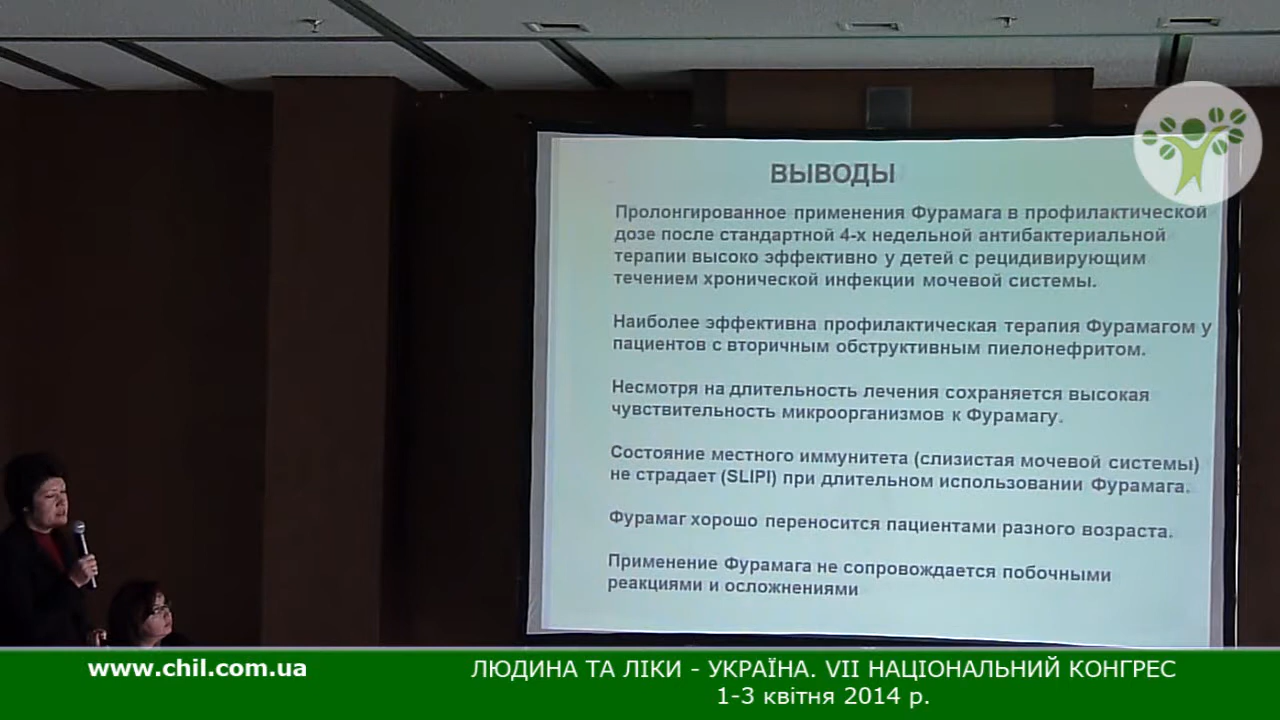 ВЫВОДЫ
Пролонгированное применения Фурамага в профилактической
дозе после стандартной 4-х недельной антибактериальной
терапии высоко эффективно у детей с рецидивирующим
течением хронической инфекции мочевой системы.
Наиболее эффективна профилактическая терапия Фурамагом у
пациентов с вторичным обструктивным пиелонефритом.
Несмотря на длительность лечения сохраняется высокая
чувствительность микроорганизмов к Фурамагу.
Состояние местного иммунитета (слизистая мочевой системы)
не страдает (SLIPI) при длительном использовании Фурамага.
Фурамаг хорошо переносится пациентами разного возраста.
Применение Фурамага не сопровождается побочными
реакциями и осложнениями
www.chil.com.ua
ЛЮДИНА ТА ЛІКИ - УКРАЇНА. VII НАЦІОНАЛЬНИЙ КОНГРЕС
1-3 квітня 2014 р.